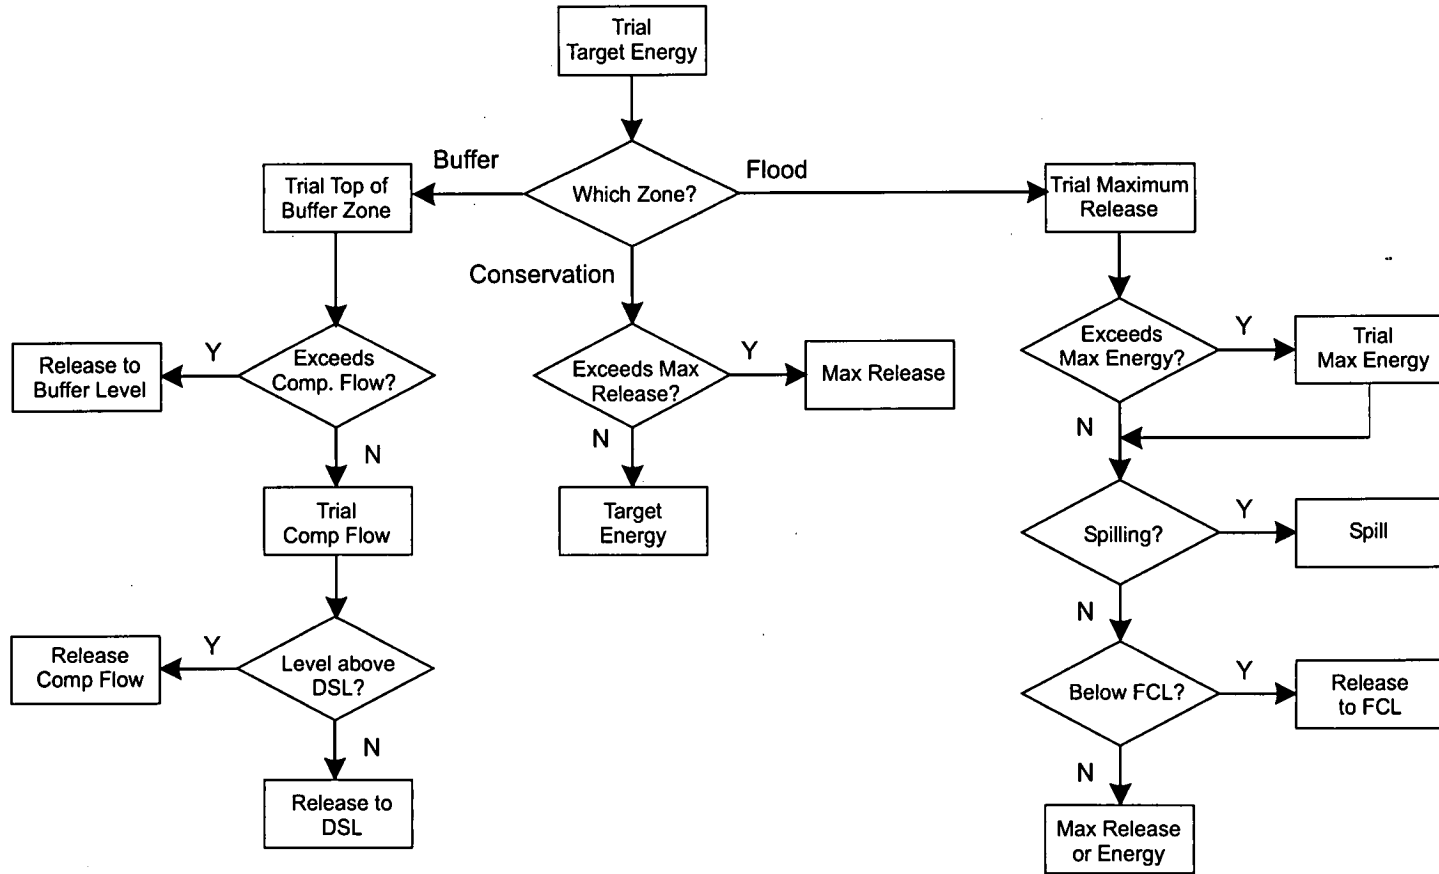 Trial
Target Energy
Buffer
Flood
Trial Top of
Buffer Zone
Which Zone?
Trial Maximum
Release
Conservation
Release to
Buffer Level
Y
Exceeds
Comp. Flow?
Exceeds Max
Release?
Y
Max Release
Exceeds
Max Energy?
Y
Trial
Max Energy
N
N
N
Trial
Comp Flow
Target
Energy
Spilling?
Y
Spill
Release
Comp Flow
Y
Level above
DSL?
N
Below FCL?
Y
Release
to FCL
N
N
Release to
DSL
Max Release
or Energy